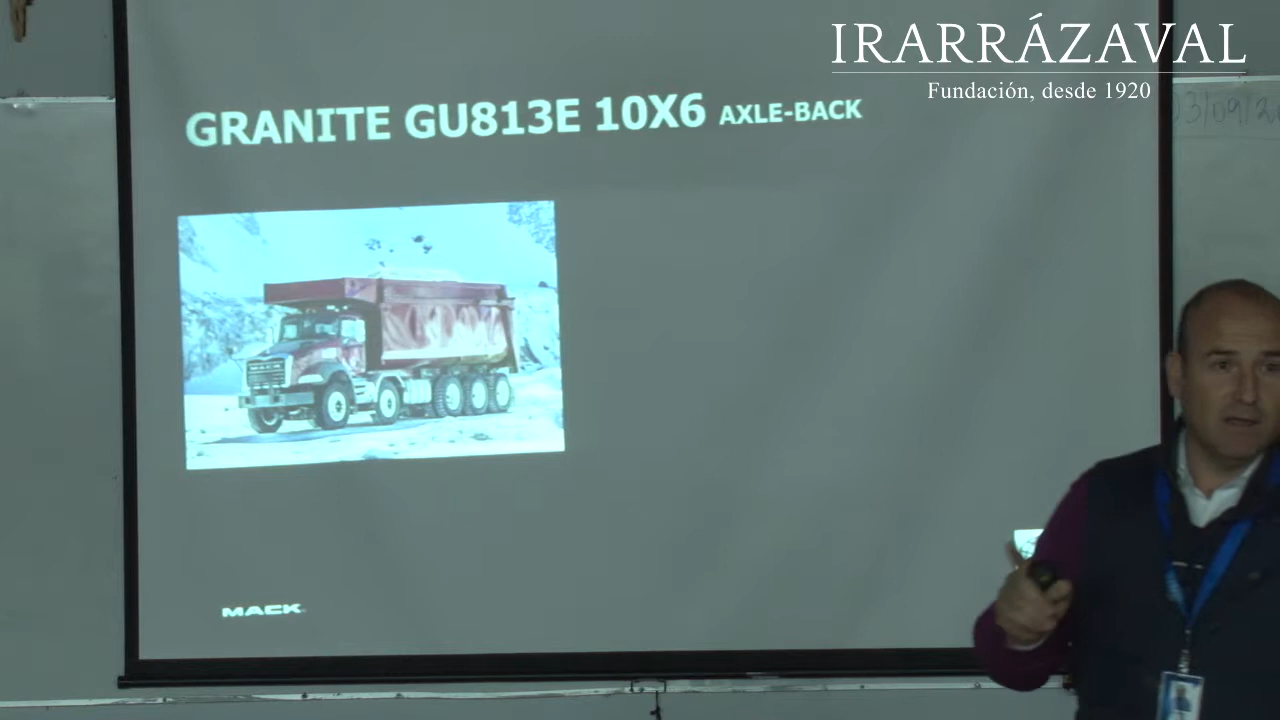 IRARRÁZAVAL
Fundación, desde 1920
GRANITE GU813E 10X6 AXLE-BACK
MACK